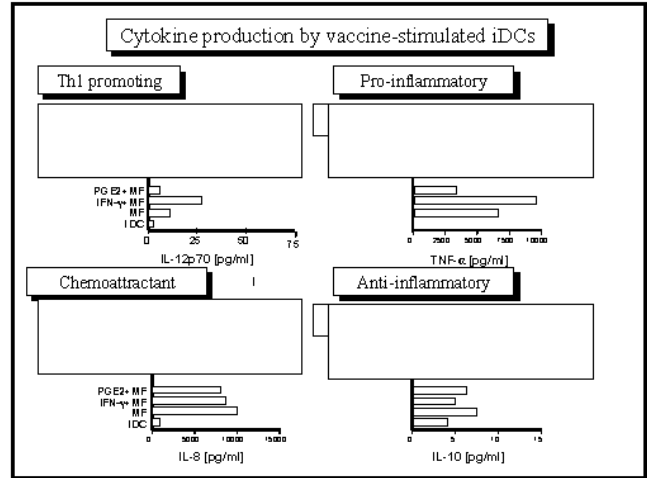 Cytokine production by vaccine-stimulated iDCs
Th1 promoting
Pro-inflammatory
PGE2+ MF
IFN-γ+ MF
MF
IDC
0 25 50 75
IL-12p70 [pg/ml]
0 2500 5000 7500 10000
TNF-α [pg/ml]
Chemoattractant
Anti-inflammatory
PGE2+ MF
IFN-γ+ MF
MF
IDC
0 5000 10000 15000
IL-8 [pg/ml]
0 5 10 15
IL-10 [pg/ml]